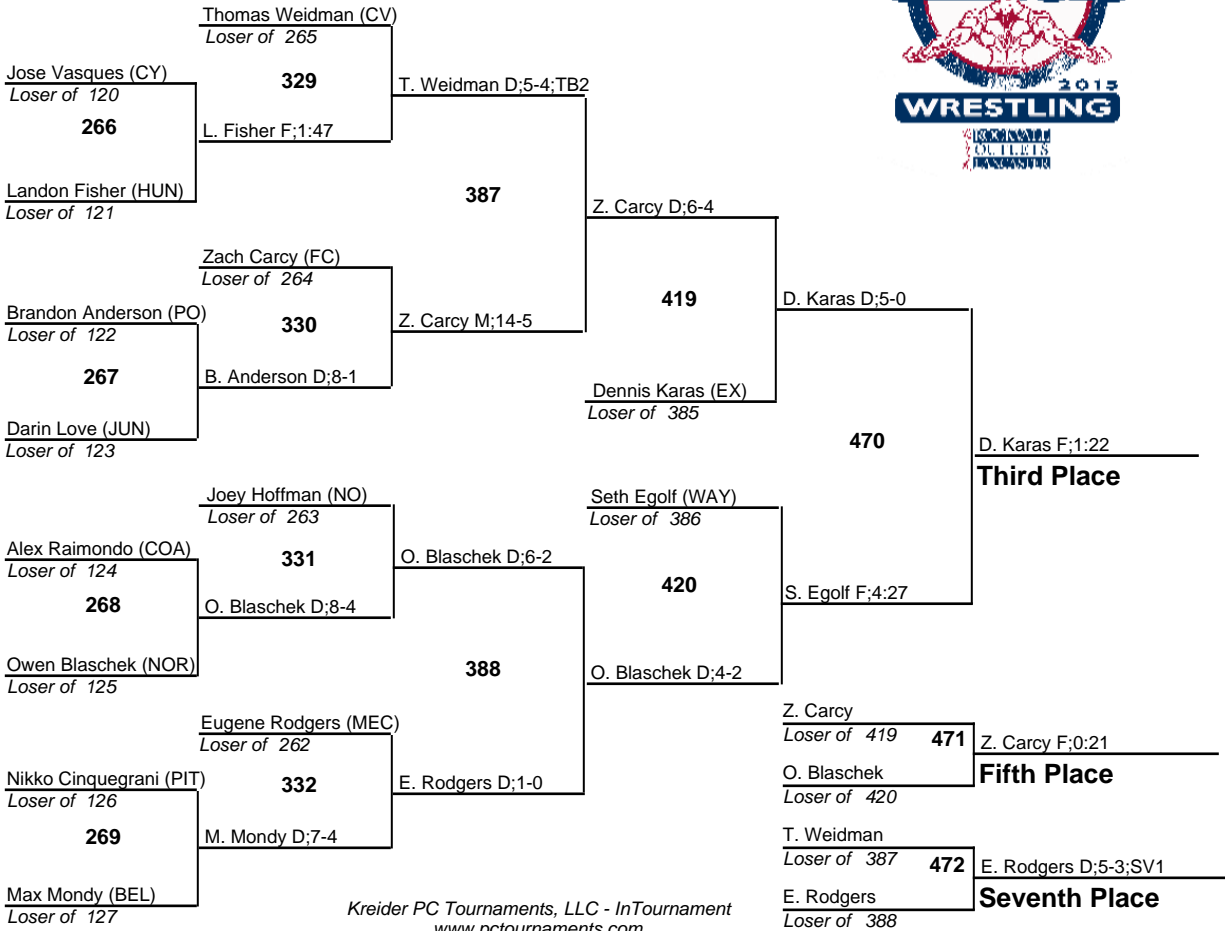 Thomas Weidman (CV)
Loser of 265
Jose Vasques (CY)
Loser of 120
329
T. Weidman D;5-4;TB2
266
L. Fisher F;1:47
2015
WRESTLING
ROCKVALE
OUTLETS
LANCASTER
Landon Fisher (HUN)
Loser of 121
387
Z. Carcy D;6-4
Zach Carcy (FC)
Loser of 264
Brandon Anderson (PO)
Loser of 122
330
Z. Carcy M;14-5
419
D. Karas D;5-0
267
B. Anderson D;8-1
Dennis Karas (EX)
Loser of 385
Darin Love (JUN)
Loser of 123
470
D. Karas F;1:22
Third Place
Joey Hoffman (NO)
Loser of 263
Seth Egolf (WAY)
Loser of 386
Alex Raimondo (COA)
Loser of 124
331
O. Blaschek D;6-2
268
O. Blaschek D;8-4
420
S. Egolf F;4:27
Owen Blaschek (NOR)
Loser of 125
388
O. Blaschek D;4-2
Eugene Rodgers (MEC)
Loser of 262
Z. Carcy
Loser of 419
471
Z. Carcy F;0:21
Fifth Place
O. Blaschek
Loser of 420
Nikko Cinquegrani (PIT)
Loser of 126
332
E. Rodgers D;1-0
269
M. Mondy D;7-4
T. Weidman
Loser of 387
472
E. Rodgers D;5-3;SV1
Seventh Place
E. Rodgers
Loser of 388
Max Mondy (BEL)
Loser of 127
Kreider PC Tournaments, LLC - InTournament
www.pctournaments.com